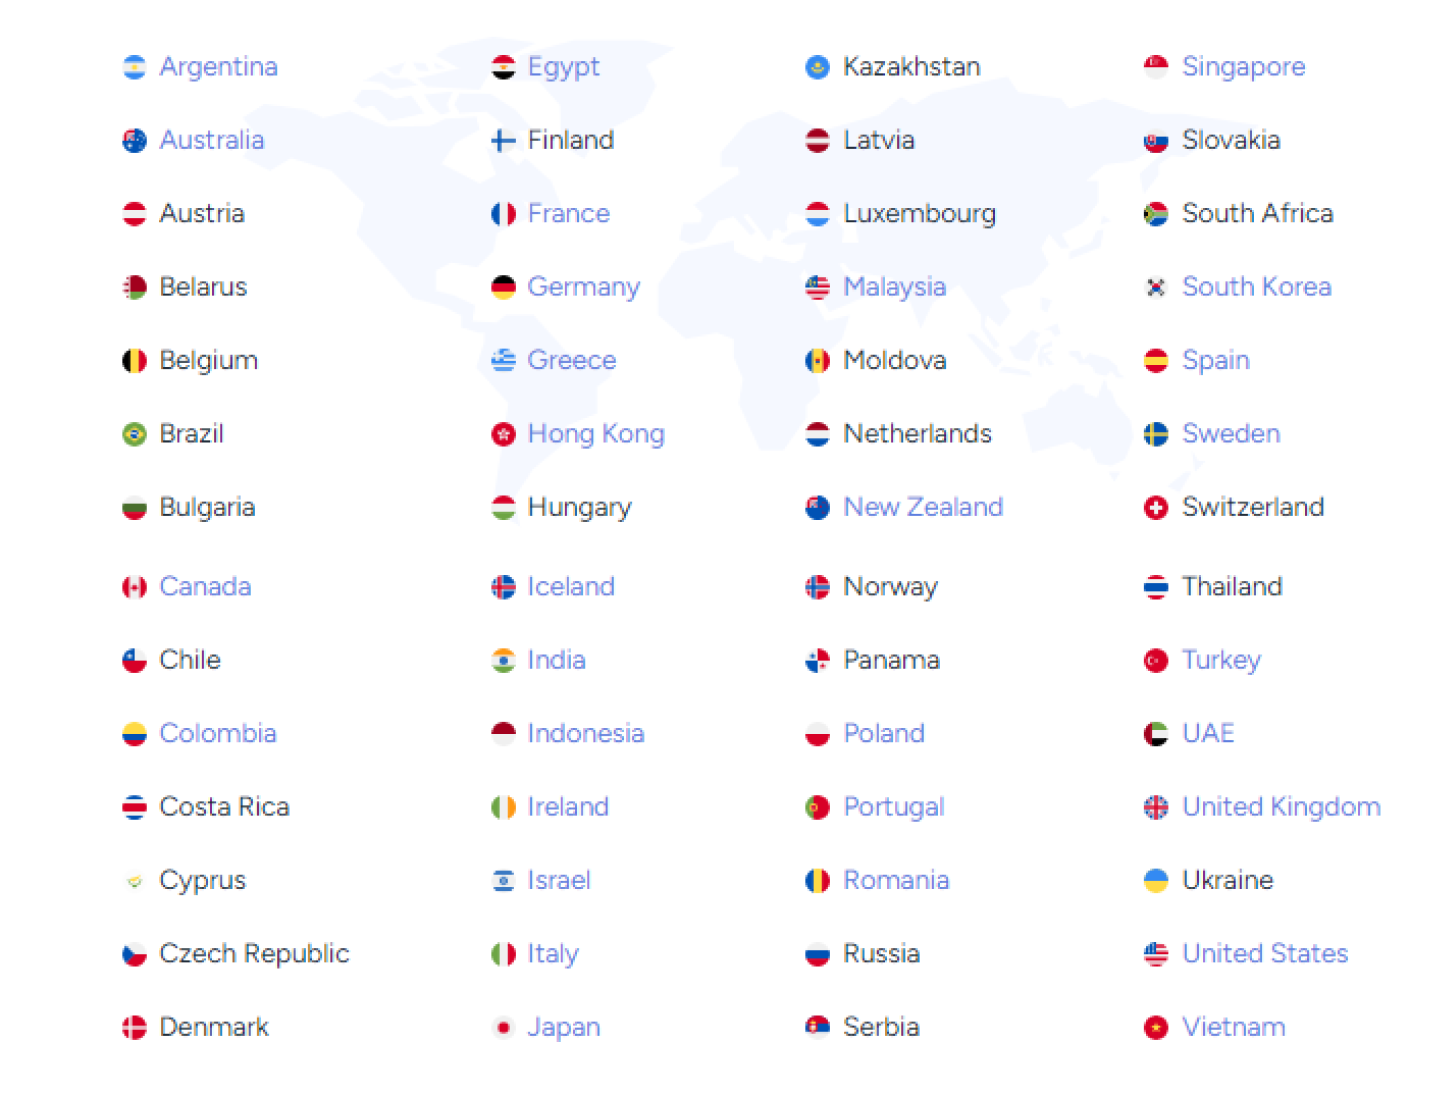 Argentina
Australia
Austria
Belarus
Belgium
Brazil
Bulgaria
Canada
Chile
Colombia
Costa Rica
Cyprus
Czech Republic
Denmark
Egypt
Finland
France
Germany
Greece
Hong Kong
Hungary
Iceland
India
Indonesia
Ireland
Israel
Italy
Japan
Kazakhstan
Latvia
Luxembourg
Malaysia
Moldova
Netherlands
New Zealand
Norway
Panama
Poland
Portugal
Romania
Russia
Serbia
Singapore
Slovakia
South Africa
South Korea
Spain
Sweden
Switzerland
Thailand
Turkey
UAE
United Kingdom
Ukraine
United States
Vietnam